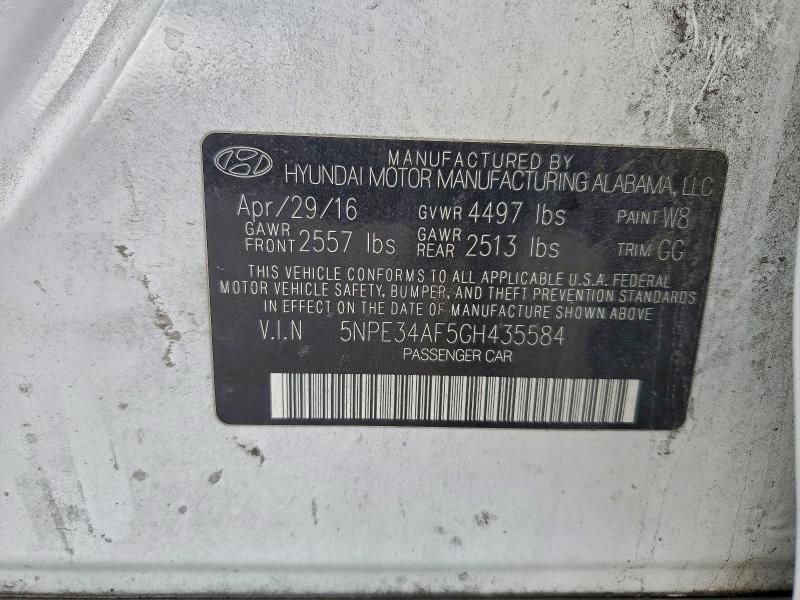 MANUFACTURED BY
HYUNDAI MOTOR MANUFACTURING ALABAMA, LLC
Apr/29/16 GVWR 4497 lbs PAINT W8
GAWR FRONT 2557 lbs GAWR REAR 2513 lbs TRIM GG
THIS VEHICLE CONFORMS TO ALL APPLICABLE U.S.A. FEDERAL
MOTOR VEHICLE SAFETY, BUMPER, AND THEFT PREVENTION STANDARDS
IN EFFECT ON THE DATE OF MANUFACTURE SHOWN ABOVE.
V.I.N 5NPE34AF5GH435584
PASSENGER CAR